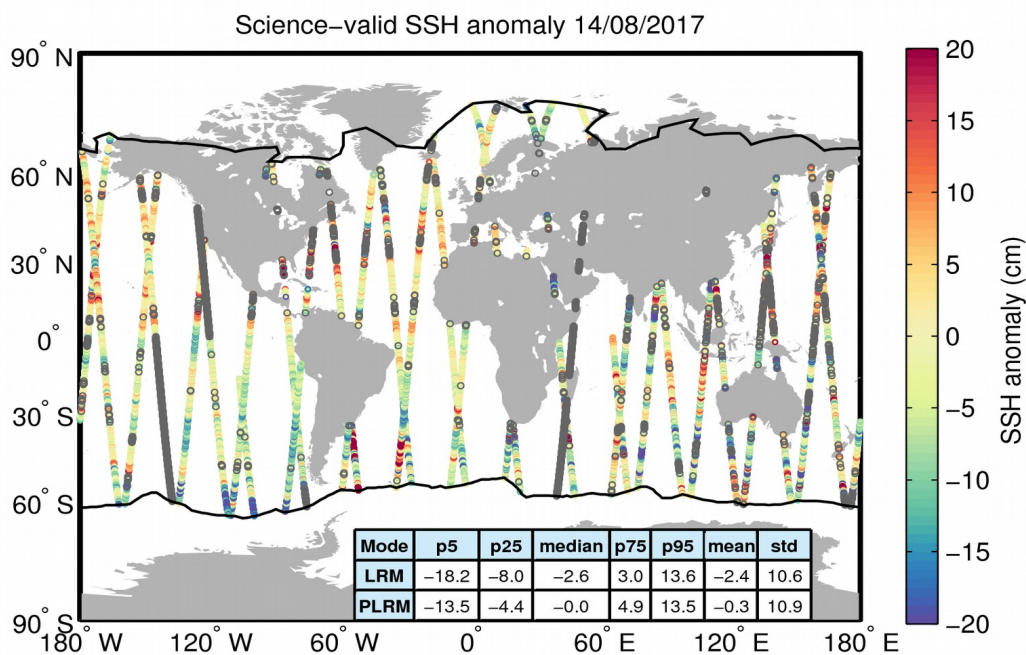 Science−valid SSH anomaly 14/08/2017
90° N
60° N
30° N
0°
30° S
60° S
90° S
180° W
120° W
60° W
0°
60° E
120° E
180° E
Mode p5 p25 median p75 p95 mean std
LRM −18.2 −8.0 −2.6 3.0 13.6 −2.4 10.6
PLRM −13.5 −4.4 −0.0 4.9 13.5 −0.3 10.9
20
15
10
5
0
−5
−10
−15
−20
SSH anomaly (cm)